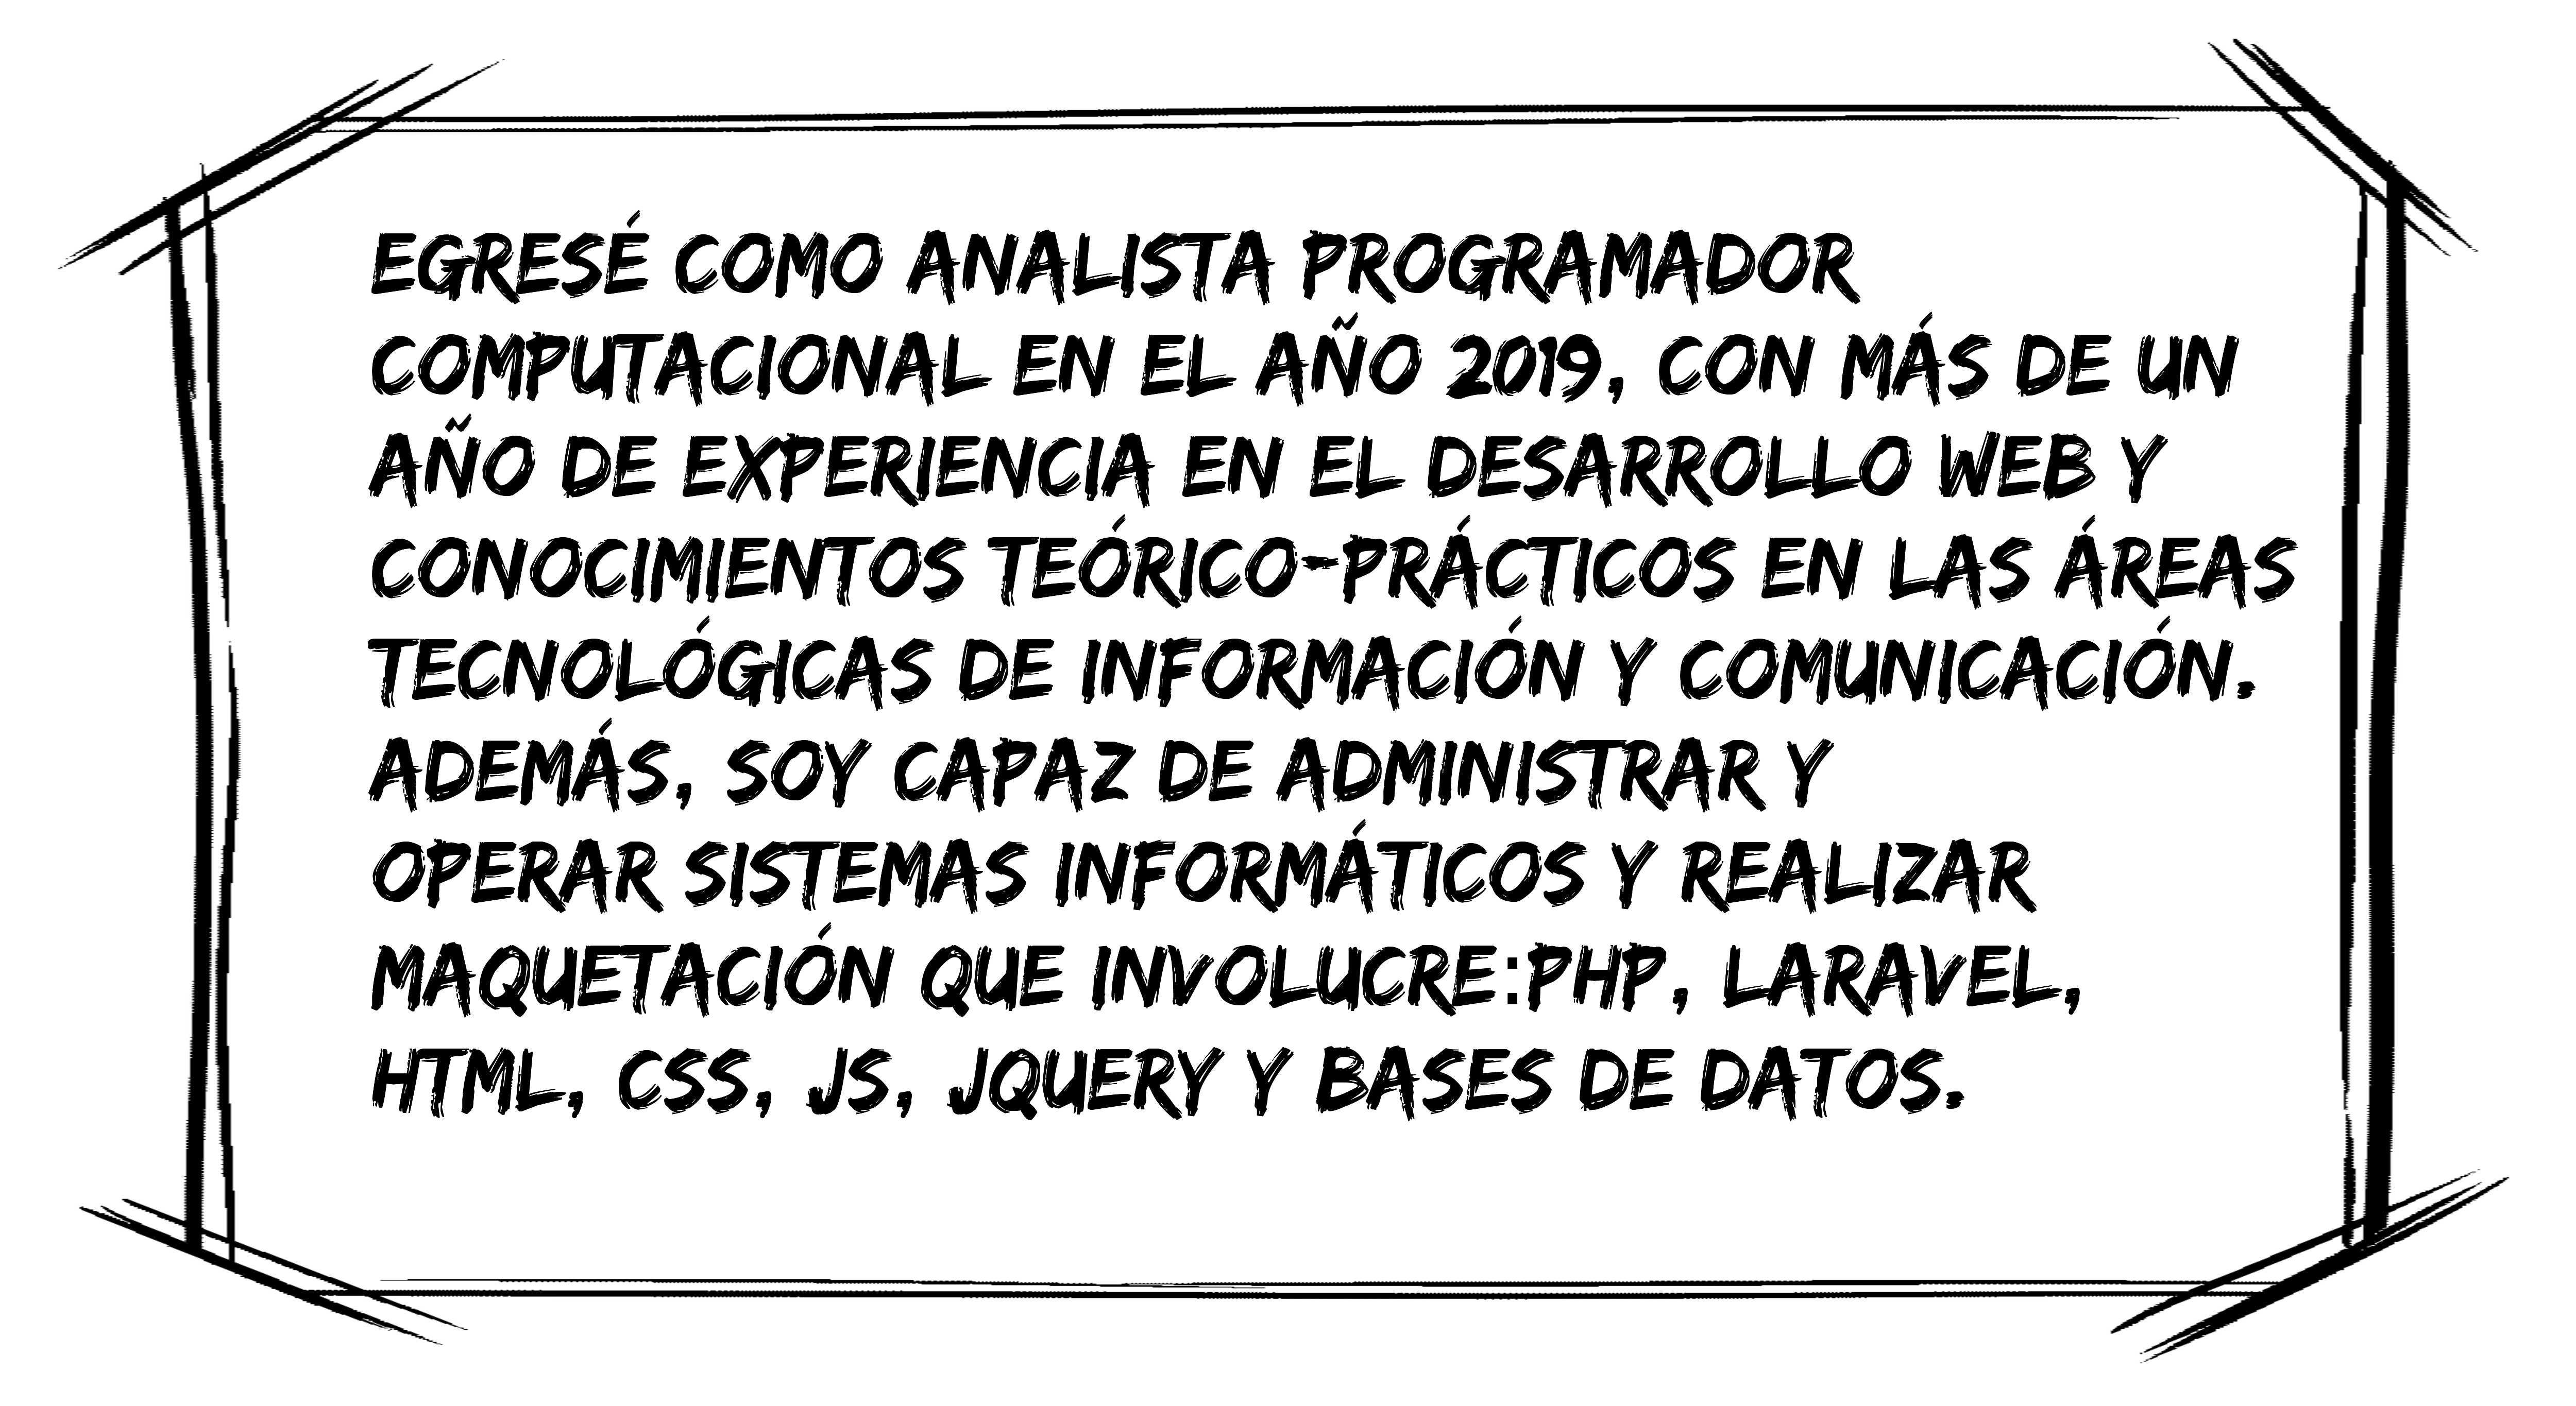 EGRESÉ COMO ANALISTA PROGRAMADOR
COMPUTACIONAL EN EL AÑO 2019, CON MÁS DE UN
AÑO DE EXPERIENCIA EN EL DESARROLLO WEB Y
CONOCIMIENTOS TEÓRICO-PRÁCTICOS EN LAS ÁREAS
TECNOLÓGICAS DE INFORMACIÓN Y COMUNICACIÓN.
ADEMÁS, SOY CAPAZ DE ADMINISTRAR Y
OPERAR SISTEMAS INFORMÁTICOS Y REALIZAR
MAQUETACIÓN QUE INVOLUCRE:PHP, LARAVEL,
HTML, CSS, JS, JQUERY Y BASES DE DATOS.